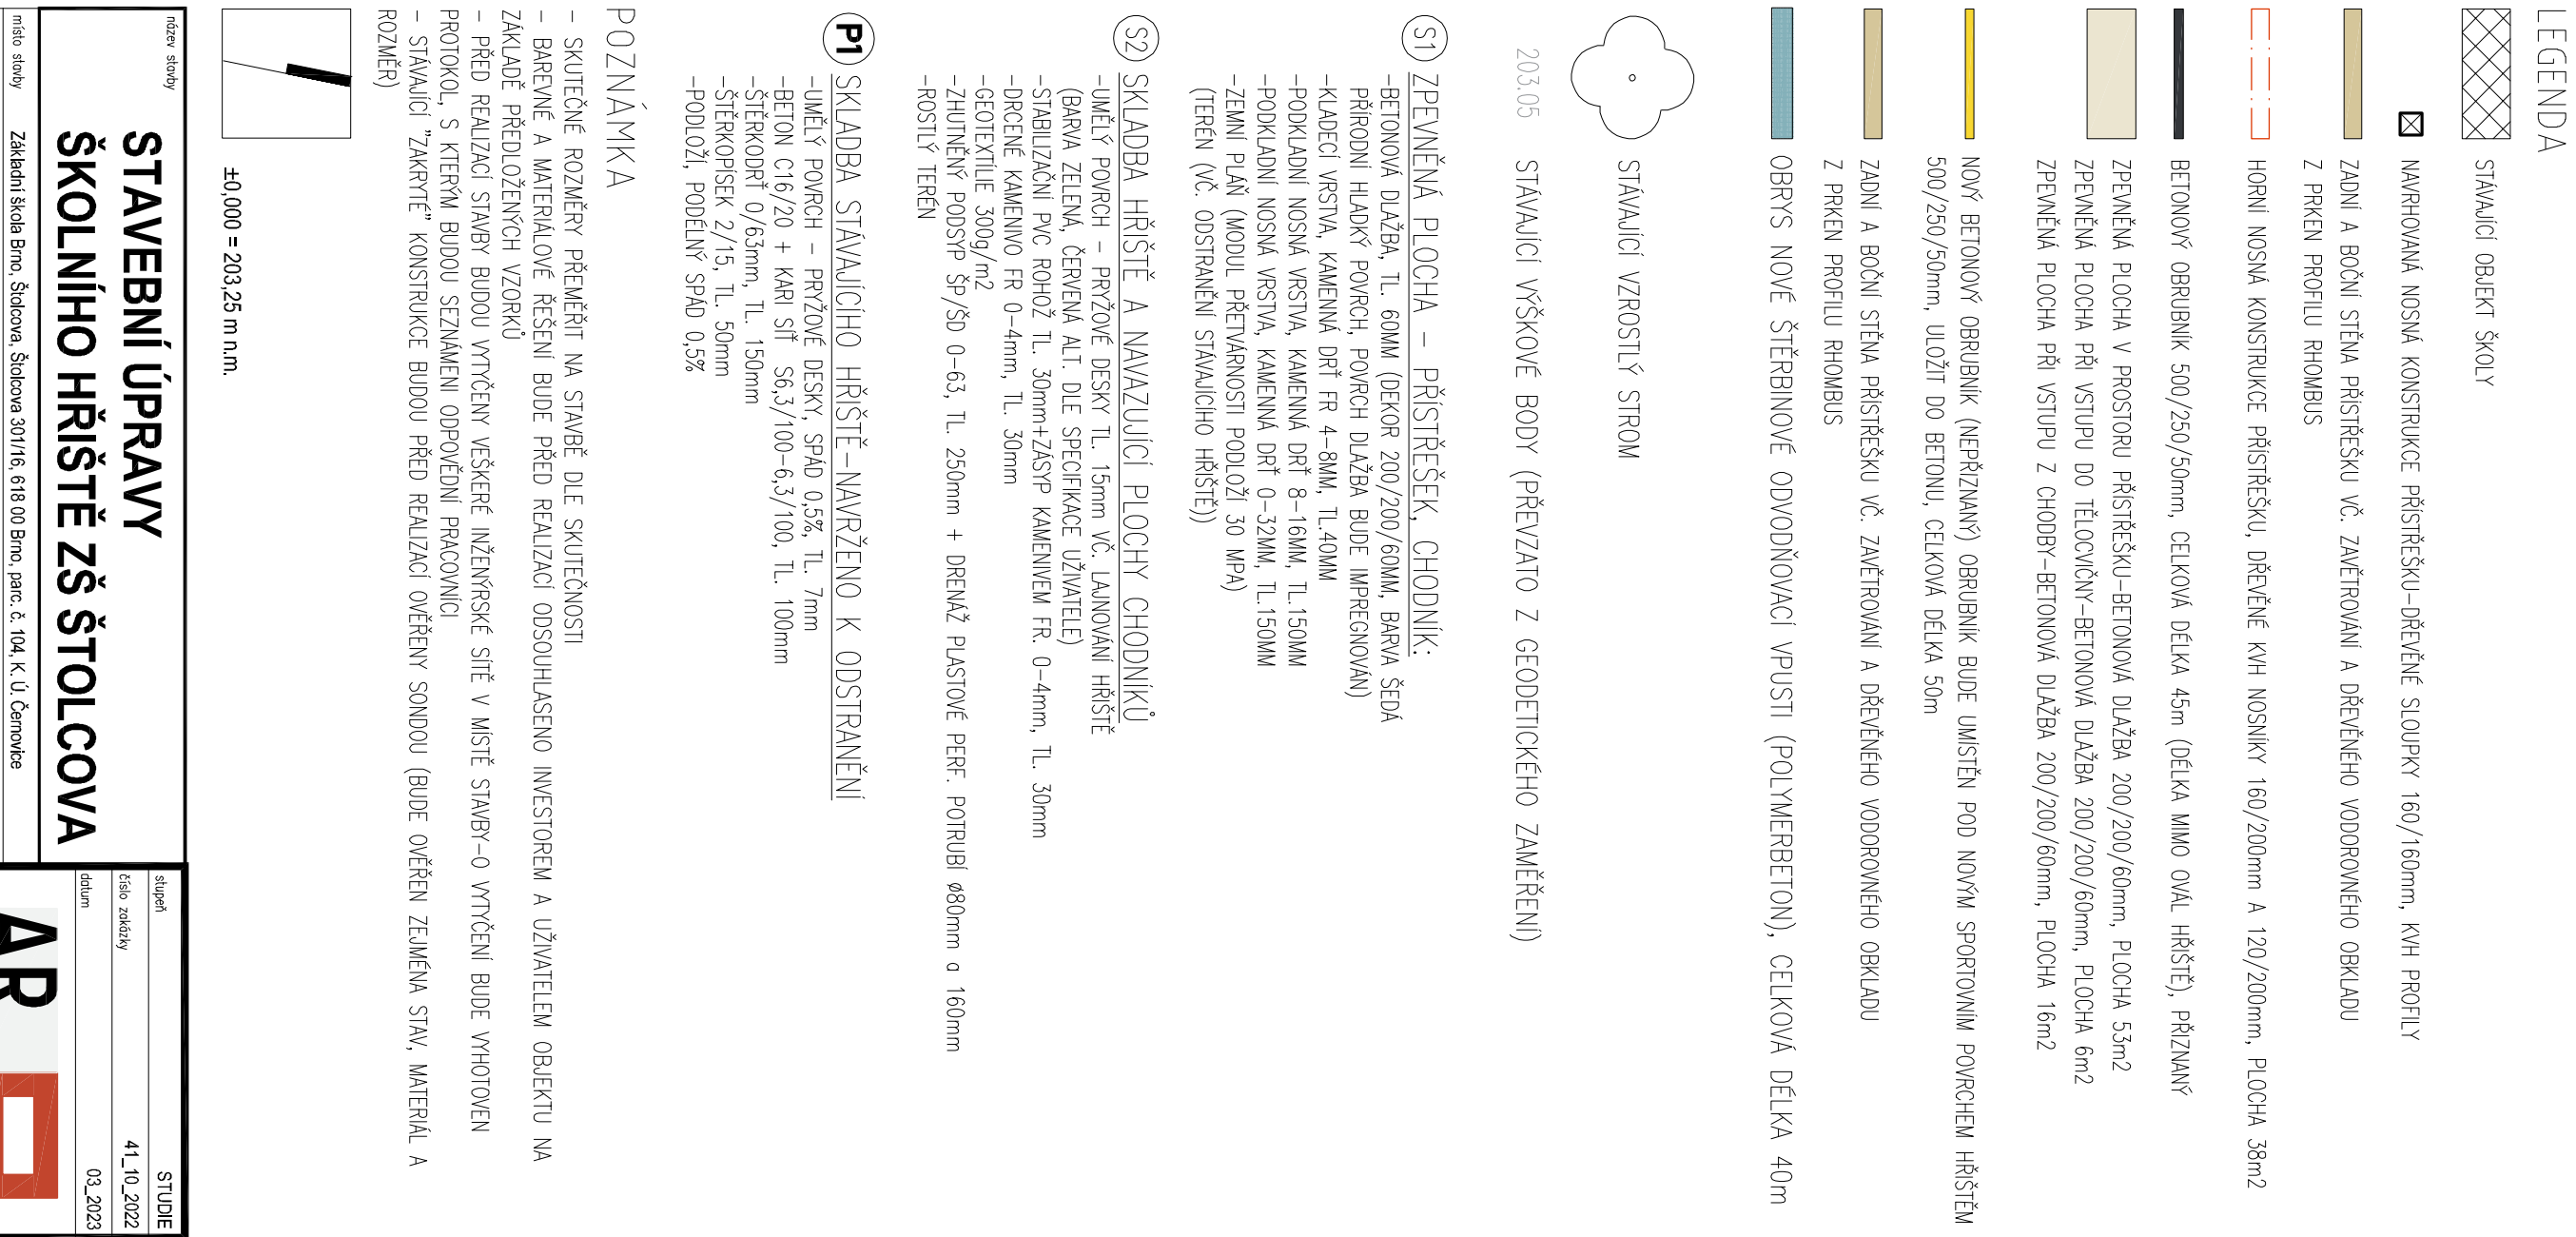 LEGENDA
STÁVAJÍCÍ OBJEKT ŠKOLY
NAVRHOVANÁ NOSNÁ KONSTRUKCE PŘÍSTŘEŠKU-DŘEVĚNÉ SLOUPKY 160/160mm, KVH PROFILY
ZADNÍ A BOČNÍ STĚNA PŘÍSTŘEŠKU VČ. ZAVĚTROVÁNÍ A DŘEVĚNÉHO VODOROVNÉHO OBKLADU
Z PRKEN PROFILU RHOMBUS
HORNÍ NOSNÁ KONSTRUKCE PŘÍSTŘEŠKU, DŘEVĚNÉ KVH NOSNÍKY 160/200mm A 120/200mm, PLOCHA 38m2
BETONOVÝ OBRUBNÍK 500/250/50mm, CELKOVÁ DÉLKA 45m (DÉLKA MIMO OVÁL HŘIŠTĚ), PŘIZNANÝ
ZPEVNĚNÁ PLOCHA V PROSTORU PŘÍSTŘEŠKU-BETONOVÁ DLAŽBA 200/200/60mm, PLOCHA 53m2
ZPEVNĚNÁ PLOCHA PŘI VSTUPU DO TĚLOCVIČNY-BETONOVÁ DLAŽBA 200/200/60mm, PLOCHA 6m2
ZPEVNĚNÁ PLOCHA PŘI VSTUPU Z CHODBY-BETONOVÁ DLAŽBA 200/200/60mm, PLOCHA 16m2
NOVÝ BETONOVÝ OBRUBNÍK (NEPŘIZNANÝ) OBRUBNÍK BUDE UMÍSTĚN POD NOVÝM SPORTOVNÍM POVRCHEM HŘIŠTĚM
500/250/50mm, ULOŽIT DO BETONU, CELKOVÁ DÉLKA 50m
ZADNÍ A BOČNÍ STĚNA PŘÍSTŘEŠKU VČ. ZAVĚTROVÁNÍ A DŘEVĚNÉHO VODOROVNÉHO OBKLADU
Z PRKEN PROFILU RHOMBUS
OBRYS NOVÉ ŠTĚRBINOVÉ ODVODŇOVACÍ VPUSTI (POLYMERBETON), CELKOVÁ DÉLKA 40m
STÁVAJÍCÍ VZROSTLÝ STROM
203.05 STÁVAJÍCÍ VÝŠKOVÉ BODY (PŘEVZATO Z GEODETICKÉHO ZAMĚŘENÍ)
S1 ZPEVNĚNÁ PLOCHA – PŘÍSTŘEŠEK, CHODNÍK:
-BETONOVÁ DLAŽBA, TL. 60MM (DEKOR 200/200/60MM, BARVA ŠEDÁ
PŘÍRODNÍ HLADKÝ POVRCH, POVRCH DLAŽBA BUDE IMPREGNOVÁN)
-KLADECÍ VRSTVA, KAMENNÁ DRŤ FR 4-8MM, TL.40MM
-PODKLADNÍ NOSNÁ VRSTVA, KAMENNÁ DRŤ 8-16MM, TL.150MM
-PODKLADNÍ NOSNÁ VRSTVA, KAMENNÁ DRŤ 0-32MM, TL.150MM
-ZEMNÍ PLÁŇ (MODUL PŘETVÁRNOSTI PODLOŽÍ 30 MPA)
(TERÉN (VČ. ODSTRANĚNÍ STÁVAJÍCÍHO HŘIŠTĚ))
S2 SKLADBA HŘIŠTĚ A NAVAZUJÍCÍ PLOCHY CHODNÍKŮ
-UMĚLÝ POVRCH - PRYŽOVÉ DESKY TL. 15mm VČ. LAJNOVÁNÍ HŘIŠTĚ
(BARVA ZELENÁ, ČERVENÁ ALT. DLE SPECIFIKACE UŽIVATELE)
-STABILIZAČNÍ PVC ROHOŽ TL. 30mm+ZÁSYP KAMENIVEM FR. 0-4mm, TL. 30mm
-DRCENÉ KAMENIVO FR 0-4mm, TL. 30mm
-GEOTEXTÍLIE 300g/m2
-ZHUTNĚNÝ PODSYP ŠP/ŠD 0-63, TL. 250mm + DRENÁŽ PLASTOVÉ PERF. POTRUBÍ ø80mm a 160mm
-ROSTLÝ TERÉN
P1 SKLADBA STÁVAJÍCÍHO HŘIŠTĚ-NAVRŽENO K ODSTRANĚNÍ
-UMĚLÝ POVRCH - PRYŽOVÉ DESKY, SPÁD 0,5%, TL. 7mm
-BETON C16/20 + KARI SÍŤ S6,3/100-6,3/100, TL. 100mm
-ŠTĚRKODRŤ 0/63mm, TL. 150mm
-ŠTĚRKOPÍSEK 2/15, TL. 50mm
-PODLOŽÍ, PODÉLNÝ SPÁD 0,5%
POZNÁMKA
- SKUTEČNÉ ROZMĚRY PŘEMĚŘIT NA STAVBĚ DLE SKUTEČNOSTI
- BAREVNÉ A MATERIÁLOVÉ ŘEŠENÍ BUDE PŘED REALIZACÍ ODSOUHLASENO INVESTOREM A UŽIVATELEM OBJEKTU NA
ZÁKLADĚ PŘEDLOŽENÝCH VZORKŮ
- PŘED REALIZACÍ STAVBY BUDOU VYTYČENY VEŠKERÉ INŽENÝRSKÉ SÍTĚ V MÍSTĚ STAVBY-O VYTYČENÍ BUDE VYHOTOVEN
PROTOKOL, S KTERÝM BUDOU SEZNÁMENI ODPOVĚDNÍ PRACOVNÍCI
- STÁVAJÍCÍ "ZAKRYTÉ" KONSTRUKCE BUDOU PŘED REALIZACÍ OVĚŘENY SONDOU (BUDE OVĚŘEN ZEJMÉNA STAV, MATERIÁL A
ROZMĚR)
±0,000 = 203,25 m n.m.
název stavby
STAVEBNÍ ÚPRAVY
ŠKOLNÍHO HŘIŠTĚ ZŠ ŠTOLCOVA
místo stavby Základní škola Brno, Štolcova, Štolcova 301/16, 618 00 Brno, parc. č. 104, K. Ú. Černovice
stupeň STUDIE
číslo zakázky 41_10_2022
datum 03_2023
AR